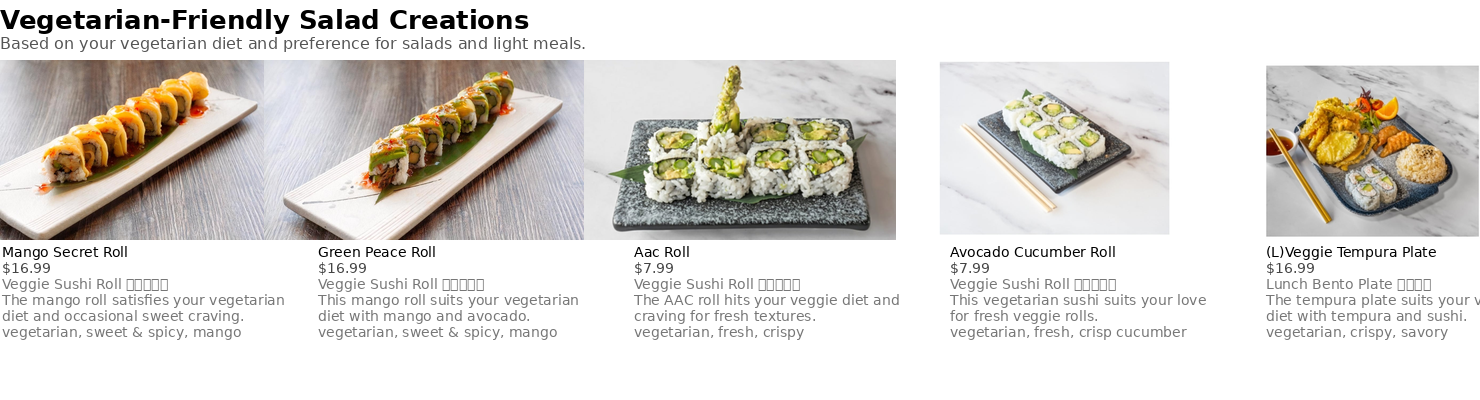 Vegetarian-Friendly Salad Creations
Based on your vegetarian diet and preference for salads and light meals.
Mango Secret Roll
$16.99
Veggie Sushi Roll
The mango roll satisfies your vegetarian
diet and occasional sweet craving.
vegetarian, sweet & spicy, mango
Green Peace Roll
$16.99
Veggie Sushi Roll
This mango roll suits your vegetarian
diet with mango and avocado.
vegetarian, sweet & spicy, mango
Aac Roll
$7.99
Veggie Sushi Roll
The AAC roll hits your veggie diet and
craving for fresh textures.
vegetarian, fresh, crispy
Avocado Cucumber Roll
$7.99
Veggie Sushi Roll
This vegetarian sushi suits your love
for fresh veggie rolls.
vegetarian, fresh, crisp cucumber
(L)Veggie Tempura Plate
$16.99
Lunch Bento Plate
The tempura plate suits your
diet with tempura and sushi.
vegetarian, crispy, savory